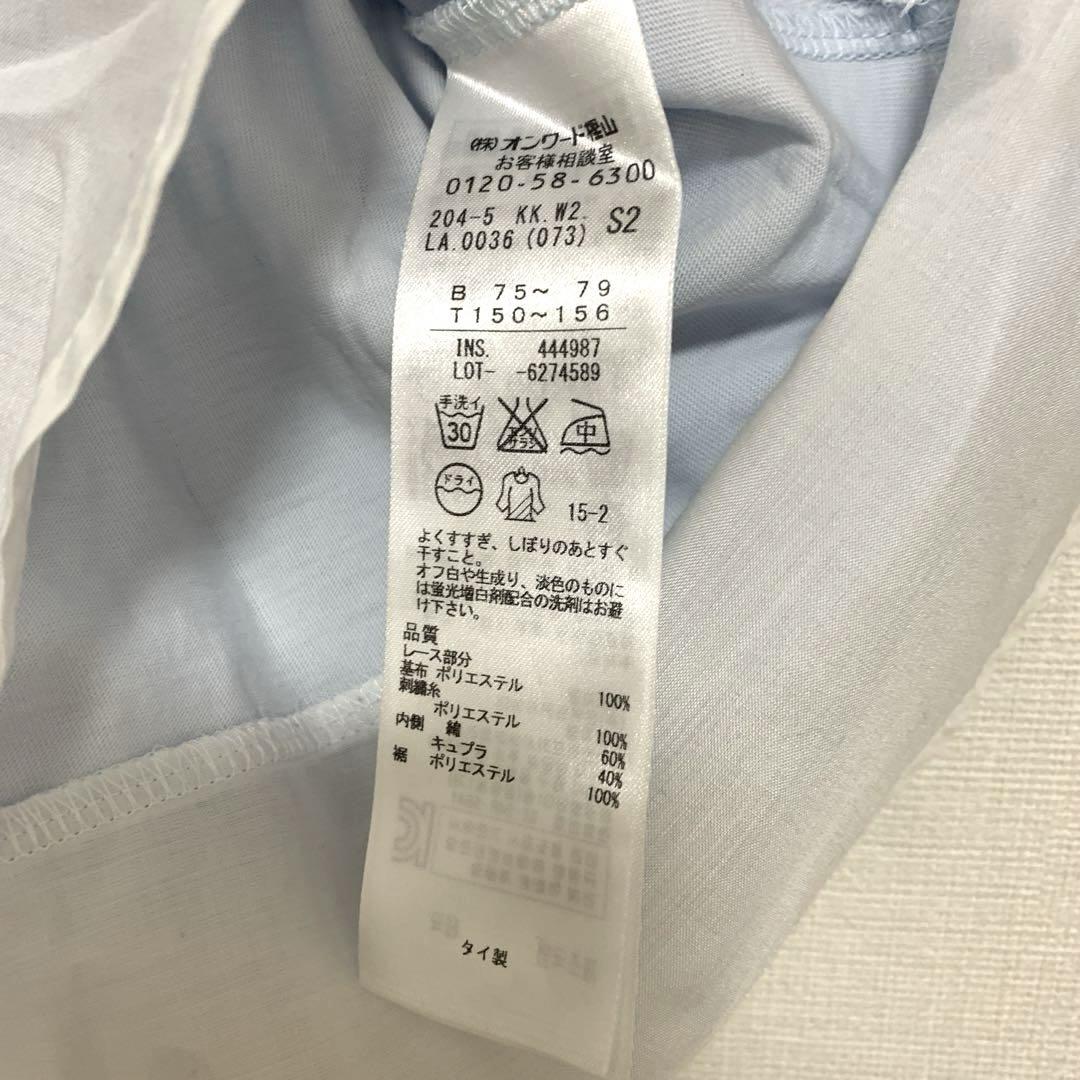 (株)オンワード樫山
お客様相談室
0120-58-6300
204-5 KK.W2.
LA.0036 (073) S2
B 75～ 79
T150～156
INS. 444987
LOT- -6274589
手洗イ
30
エンソ
サラシ
中
ドライ
15-2
よくすすぎ、しぼりのあとすぐ
干すこと。
オフ白や生成り、淡色のものに
は蛍光増白剤配合の洗剤はお避
け下さい。
品質
レース部分
基布 ポリエステル 100%
刺繍糸
ポリエステル 100%
内側 綿 60%
キュプラ 40%
裾 ポリエステル 100%
タイ製